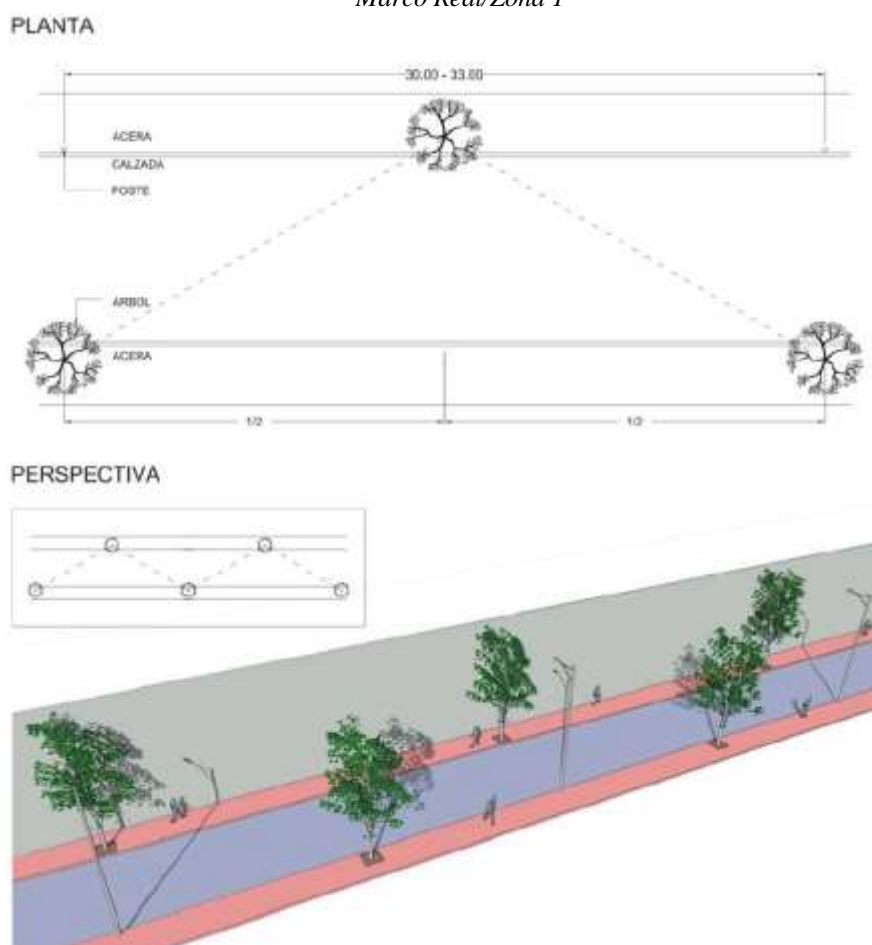 Marco Real/Zona 1
PLANTA
30.00 - 33.00
ACERA
CALZADA
POSTE
ARBOL
ACERA
1/2
1/2
PERSPECTIVA